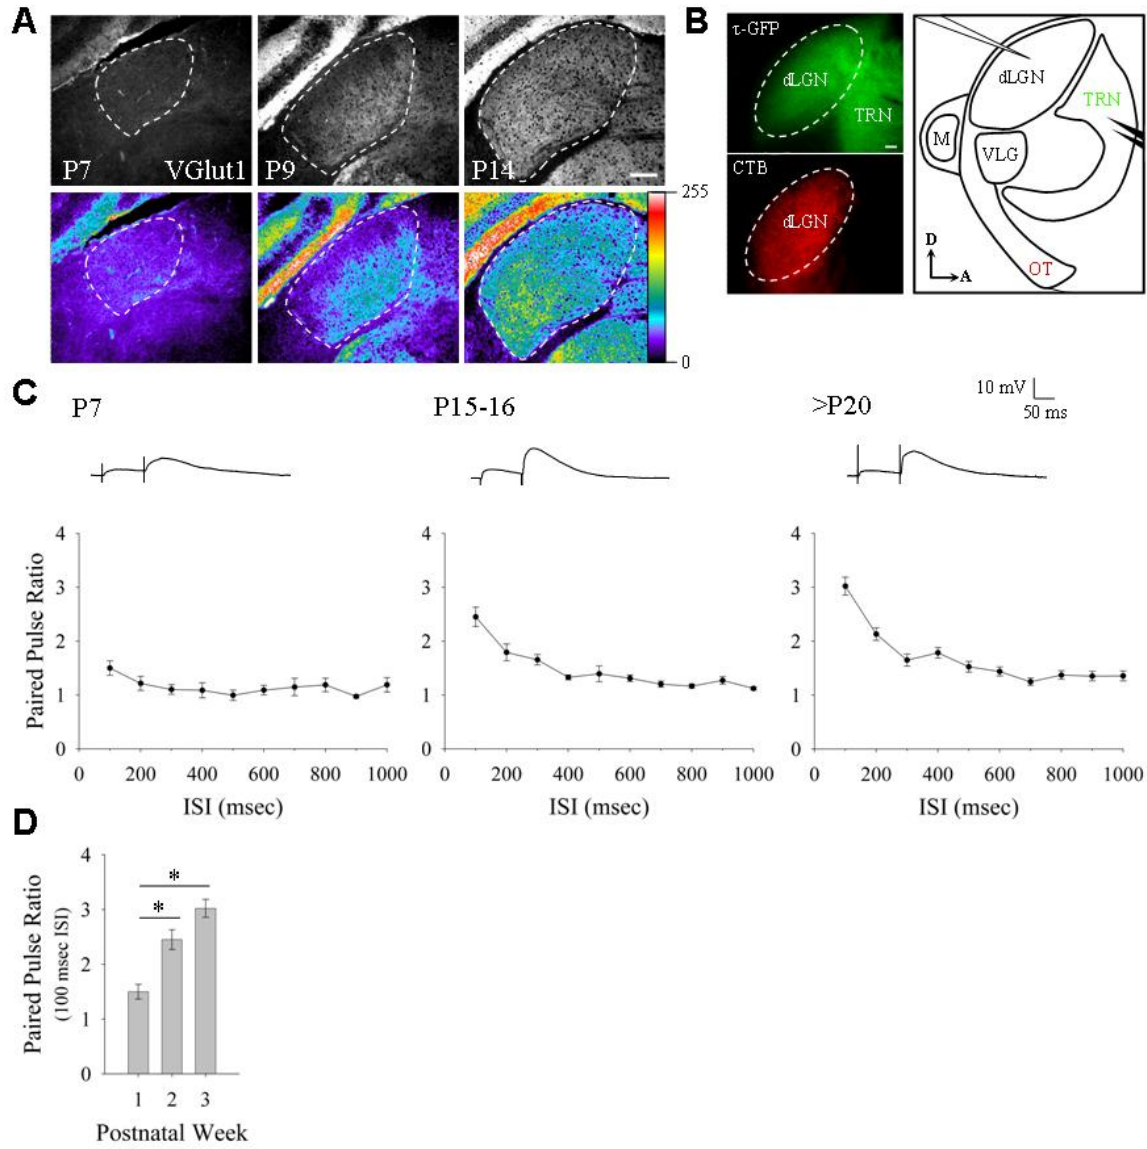 A
P7 VGlut1
P9
P14
255
0
B
τ-GFP
dLGN
TRN
CTB
dLGN
dLGN
TRN
M
VLG
D
A
OT
C
P7
P15-16
>P20
10 mV
50 ms
Paired Pulse Ratio
4
3
2
1
0
0 200 400 600 800 1000
ISI (msec)
4
3
2
1
0
0 200 400 600 800 1000
ISI (msec)
4
3
2
1
0
0 200 400 600 800 1000
ISI (msec)
D
Paired Pulse Ratio
(100 msec ISI)
4
3
2
1
0
*
*
1 2 3
Postnatal Week